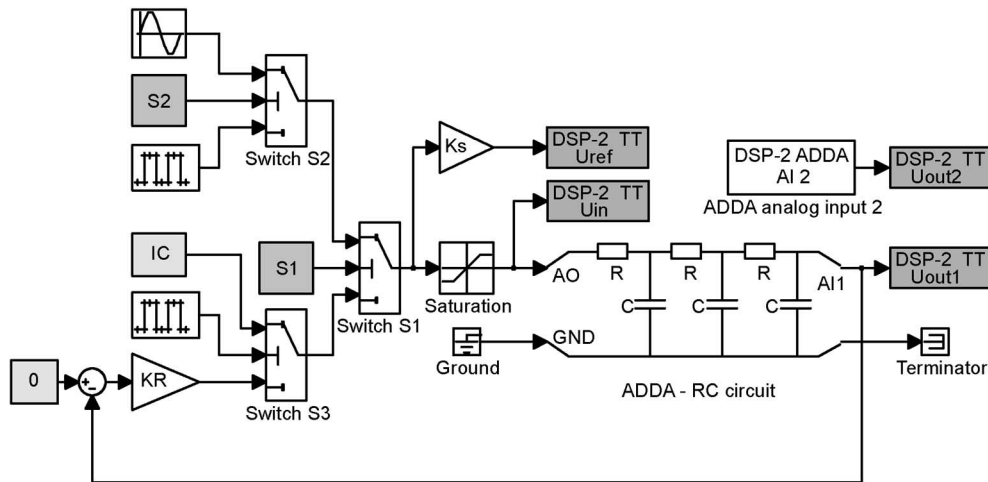 S2
Switch S2
Ks
DSP-2 TT
Uref
DSP-2 TT
Uin
DSP-2 ADDA
AI 2
ADDA analog input 2
DSP-2 TT
Uout2
IC
S1
Switch S1
Saturation
AO
R
R
R
C
C
C
AI1
DSP-2 TT
Uout1
GND
Ground
ADDA - RC circuit
Terminator
0
+
-
KR
Switch S3